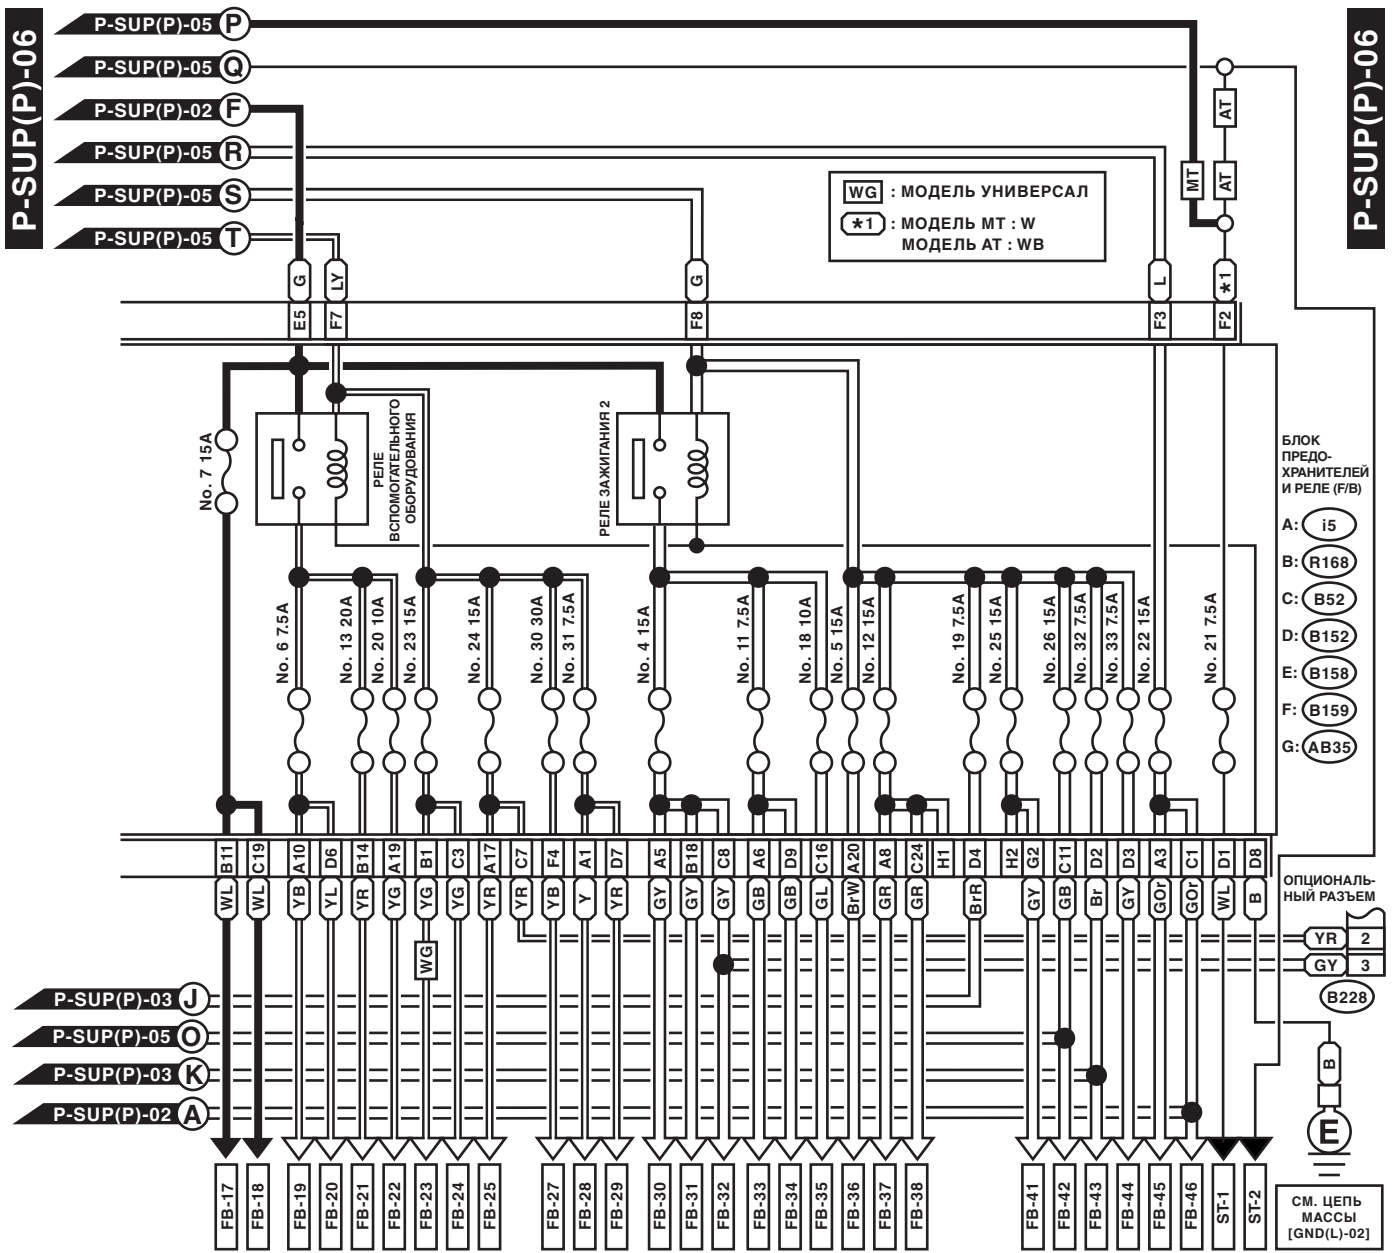 P-SUP(P)-06
P-SUP(P)-06
P-SUP(P)-05 P
P-SUP(P)-05 Q
P-SUP(P)-02 F
P-SUP(P)-05 R
P-SUP(P)-05 S
P-SUP(P)-05 T
AT
MT
AT
WG : МОДЕЛЬ УНИВЕРСАЛ
*1 : МОДЕЛЬ МТ : W
МОДЕЛЬ АТ : WB
G
LY
G
L
*1
E5
F7
F8
F3
F2
No. 7 15A
РЕЛЕ
ВСПОМОГАТЕЛЬНОГО
ОБОРУДОВАНИЯ
РЕЛЕ ЗАЖИГАНИЯ 2
БЛОК
ПРЕДО-
ХРАНИТЕЛЕЙ
И РЕЛЕ (F/B)
A: i5
B: R168
C: B52
D: B152
E: B158
F: B159
G: AB35
No. 6 7.5A
No. 13 20A
No. 20 10A
No. 23 15A
No. 24 15A
No. 30 30A
No. 31 7.5A
No. 4 15A
No. 11 7.5A
No. 18 10A
No. 5 15A
No. 12 15A
No. 19 7.5A
No. 25 15A
No. 26 15A
No. 32 7.5A
No. 33 7.5A
No. 22 15A
No. 21 7.5A
B11
C19
A10
D6
B14
A19
B1
C3
A17
C7
F4
A1
D7
A5
B18
C8
A6
D9
C16
A20
A8
C24
H1
D4
H2
G2
C11
D2
D3
A3
C1
D1
D8
WL
WL
YB
YL
YR
YG
YG
YG
YR
YR
YB
Y
YR
GY
GY
GY
GB
GB
GL
BrW
GR
GR
BrR
GY
GB
Br
GY
GOr
GOr
WL
B
ОПЦИОНАЛЬ-
НЫЙ РАЗЪЕМ
YR 2
GY 3
B228
WG
P-SUP(P)-03 J
P-SUP(P)-05 O
P-SUP(P)-03 K
P-SUP(P)-02 A
B
E
FB-17
FB-18
FB-19
FB-20
FB-21
FB-22
FB-23
FB-24
FB-25
FB-27
FB-28
FB-29
FB-30
FB-31
FB-32
FB-33
FB-34
FB-35
FB-36
FB-37
FB-38
FB-41
FB-42
FB-43
FB-44
FB-45
FB-46
ST-1
ST-2
СМ. ЦЕПЬ
МАССЫ
[GND(L)-02]